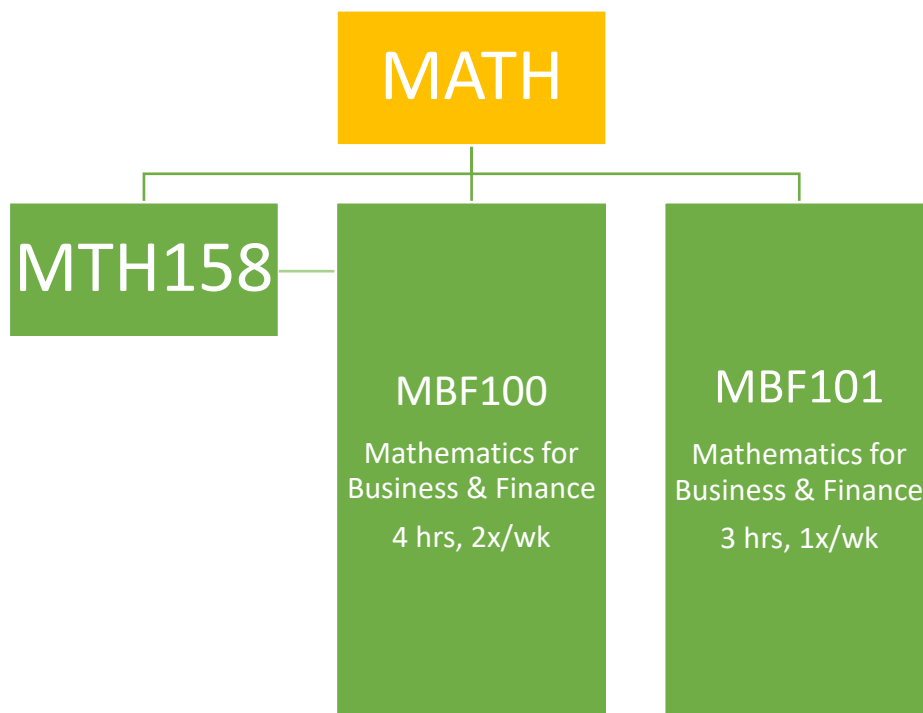 MATH
MTH158
MBF100
Mathematics for
Business & Finance
4 hrs, 2x/wk
MBF101
Mathematics for
Business & Finance
3 hrs, 1x/wk